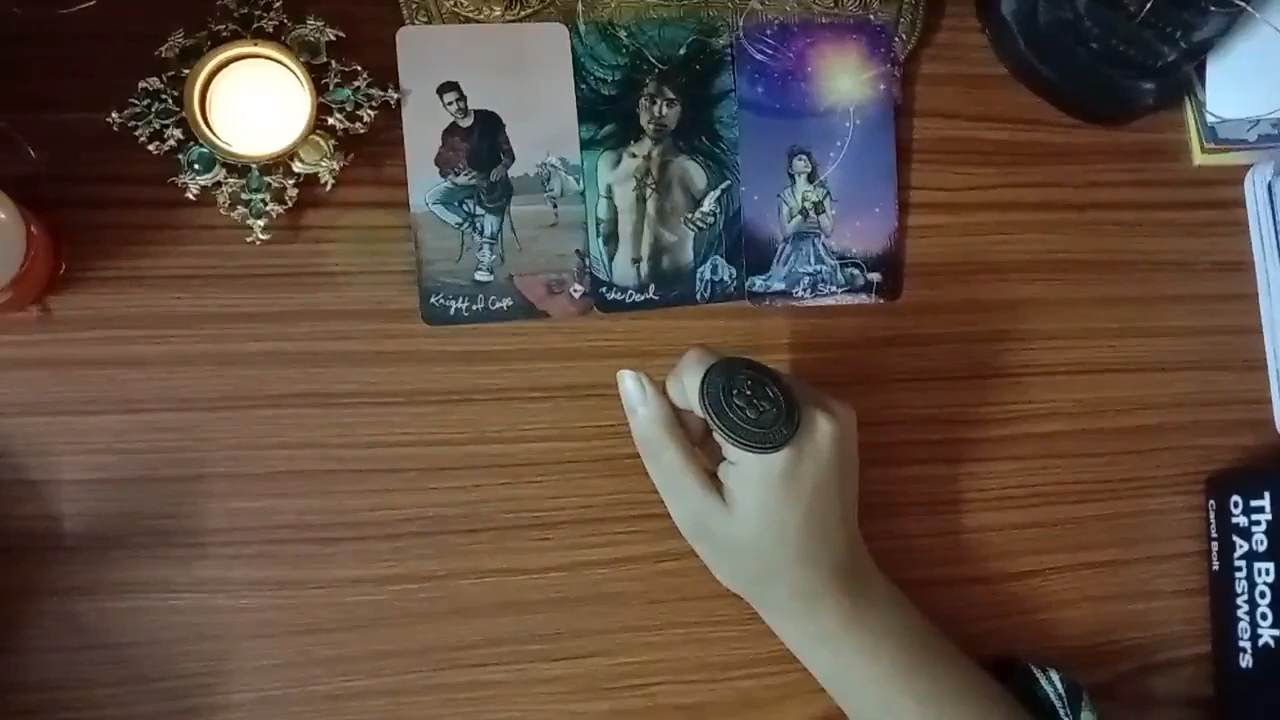 Knight of Cups
the Devil
the Star
The Book
of Answers
Carol Bolt